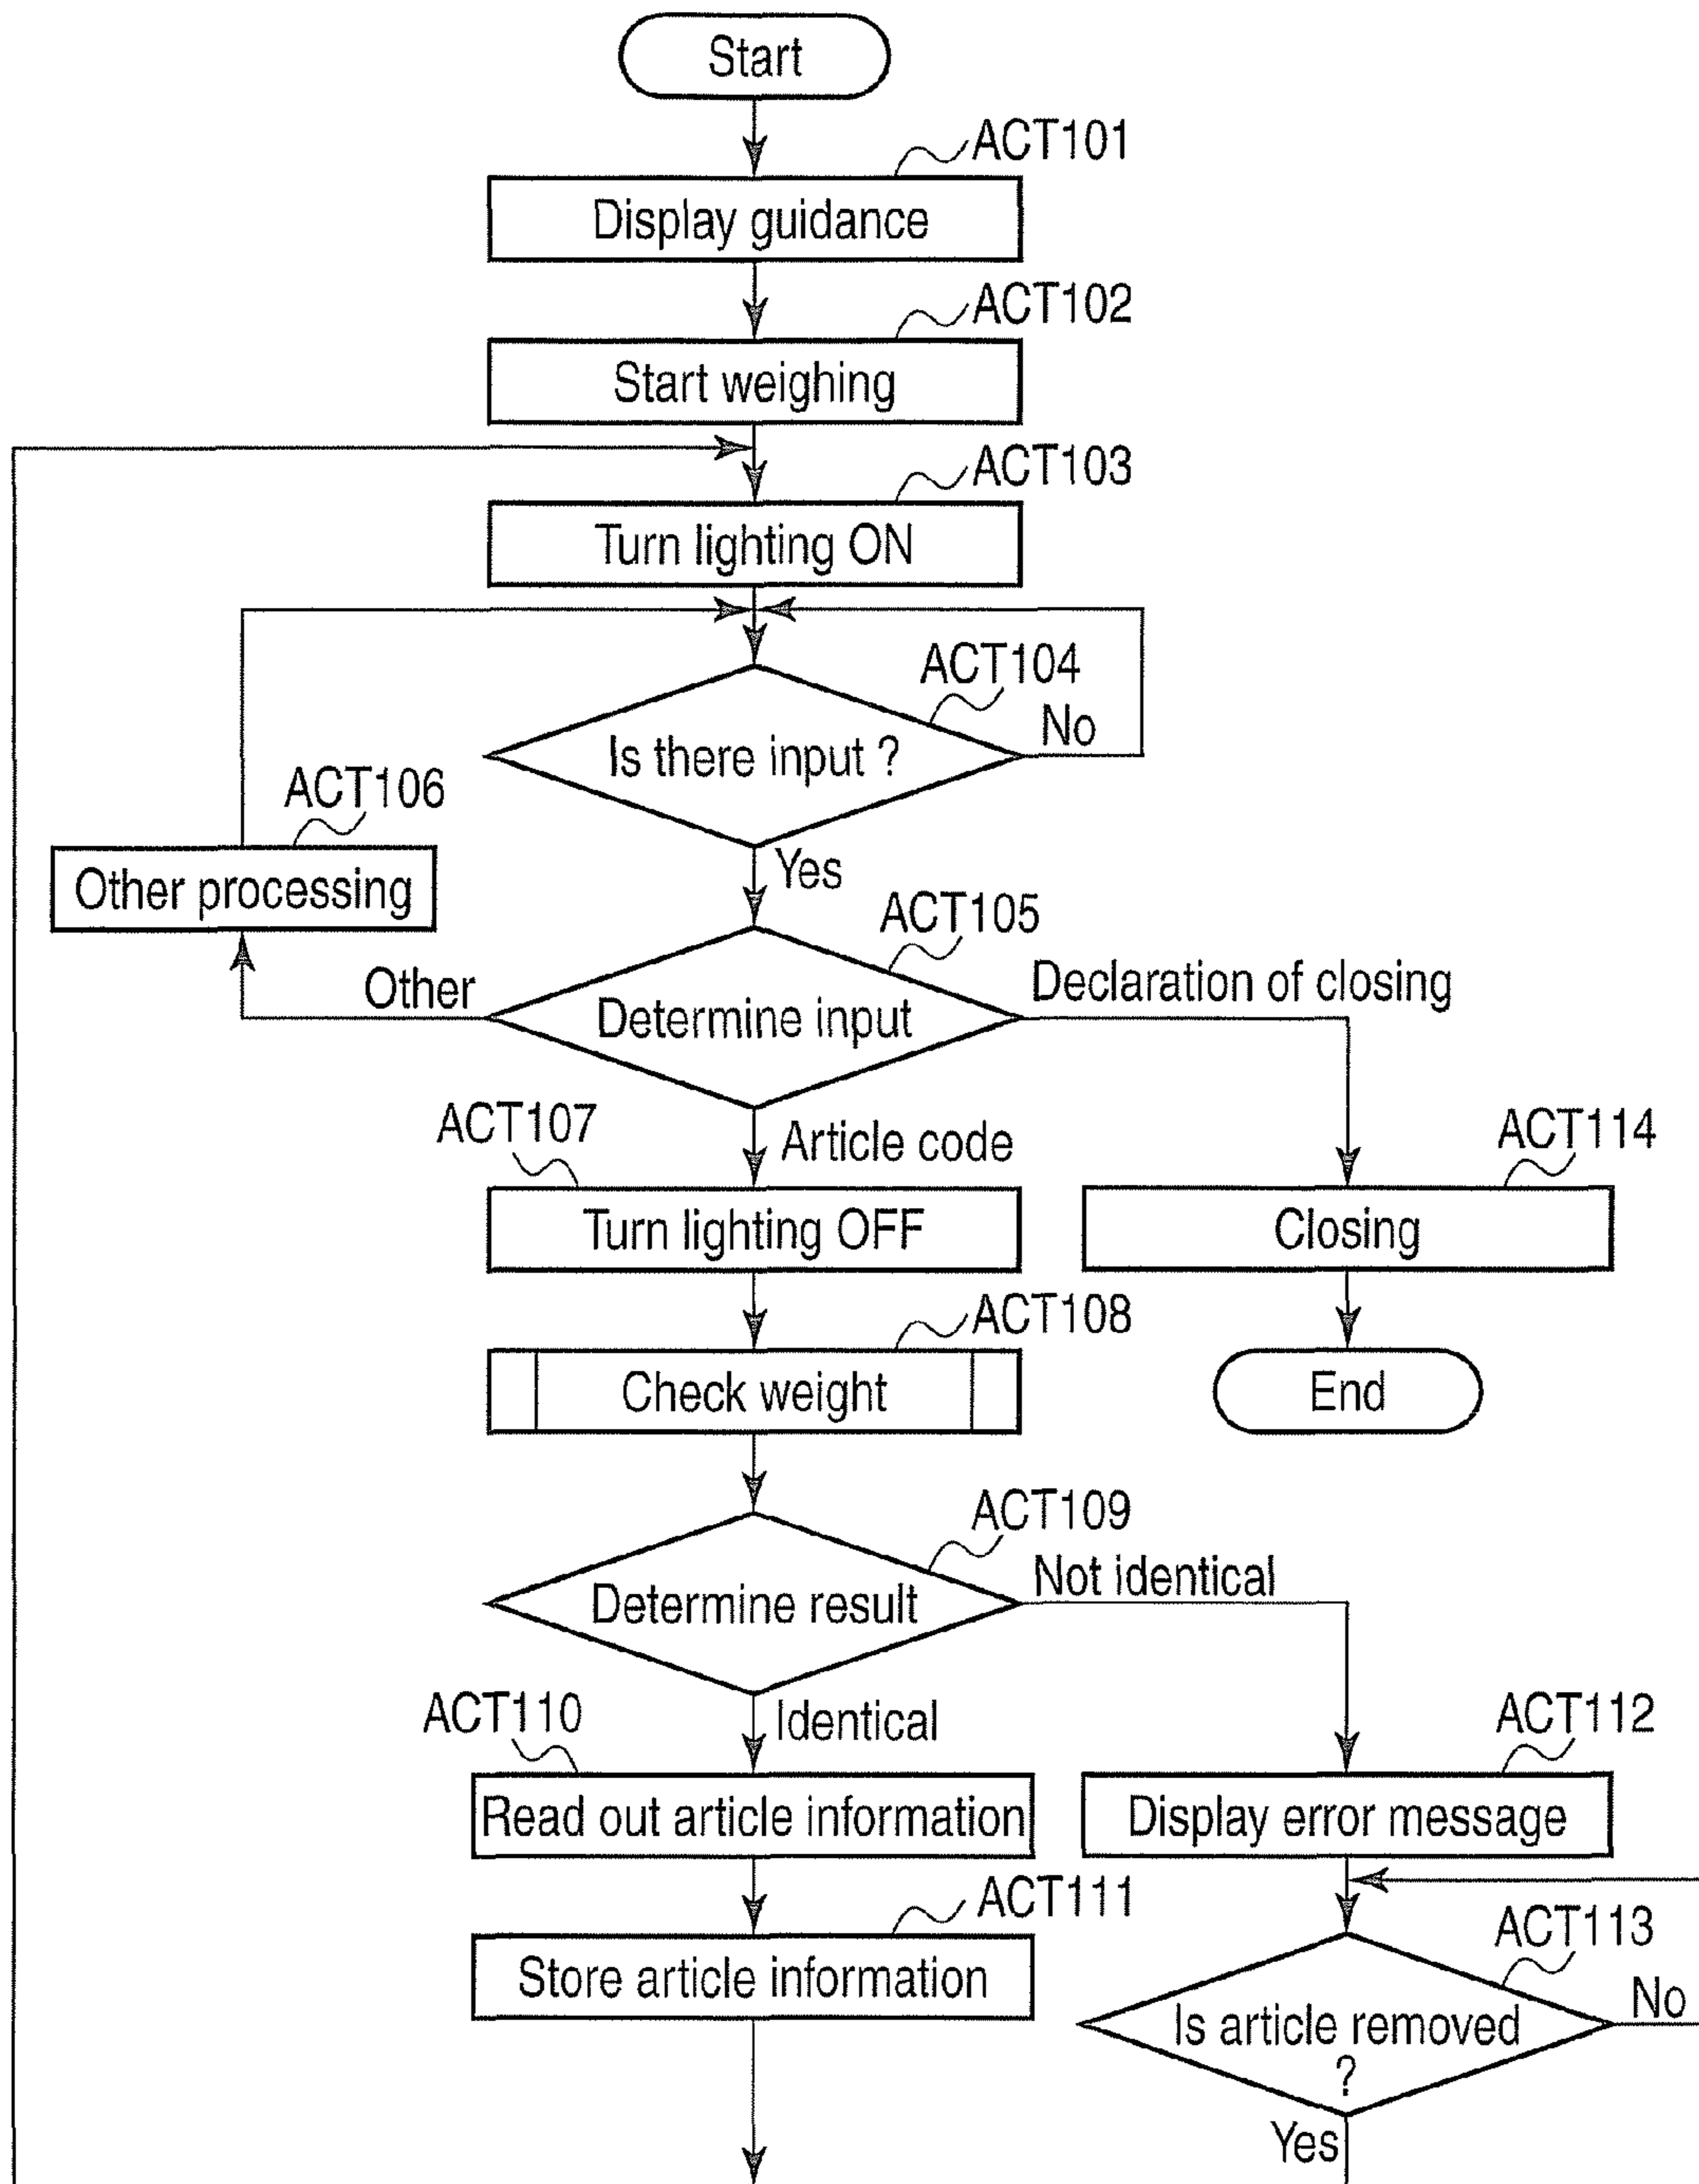 Start
ACT101
Display guidance
ACT102
Start weighing
ACT103
Turn lighting ON
ACT104
No
Is there input ?
ACT106
Yes
Other processing
ACT105
Other
Declaration of closing
Determine input
ACT107
Article code
ACT114
Turn lighting OFF
Closing
ACT108
Check weight
End
ACT109
Not identical
Determine result
ACT110
Identical
ACT112
Read out article information
Display error message
ACT111
ACT113
Store article information
No
Is article removed
?
Yes